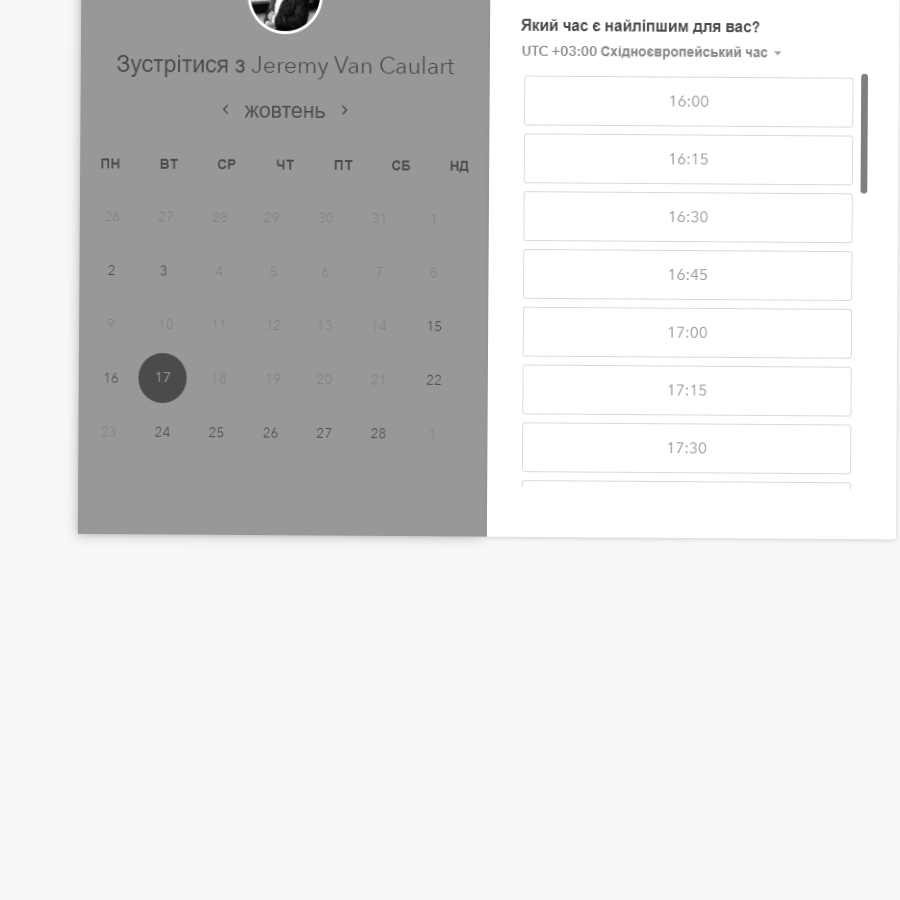 Зустрітися з Jeremy Van Caulart
жовтень
ПН ВТ СР ЧТ ПТ СБ НД
26 27 28 29 30 31 1
2 3 4 5 6 7 8
9 10 11 12 13 14 15
16 17 18 19 20 21 22
23 24 25 26 27 28 1
Який час є найліпшим для вас?
UTC +03:00 Східноєвропейський час
16:00
16:15
16:30
16:45
17:00
17:15
17:30